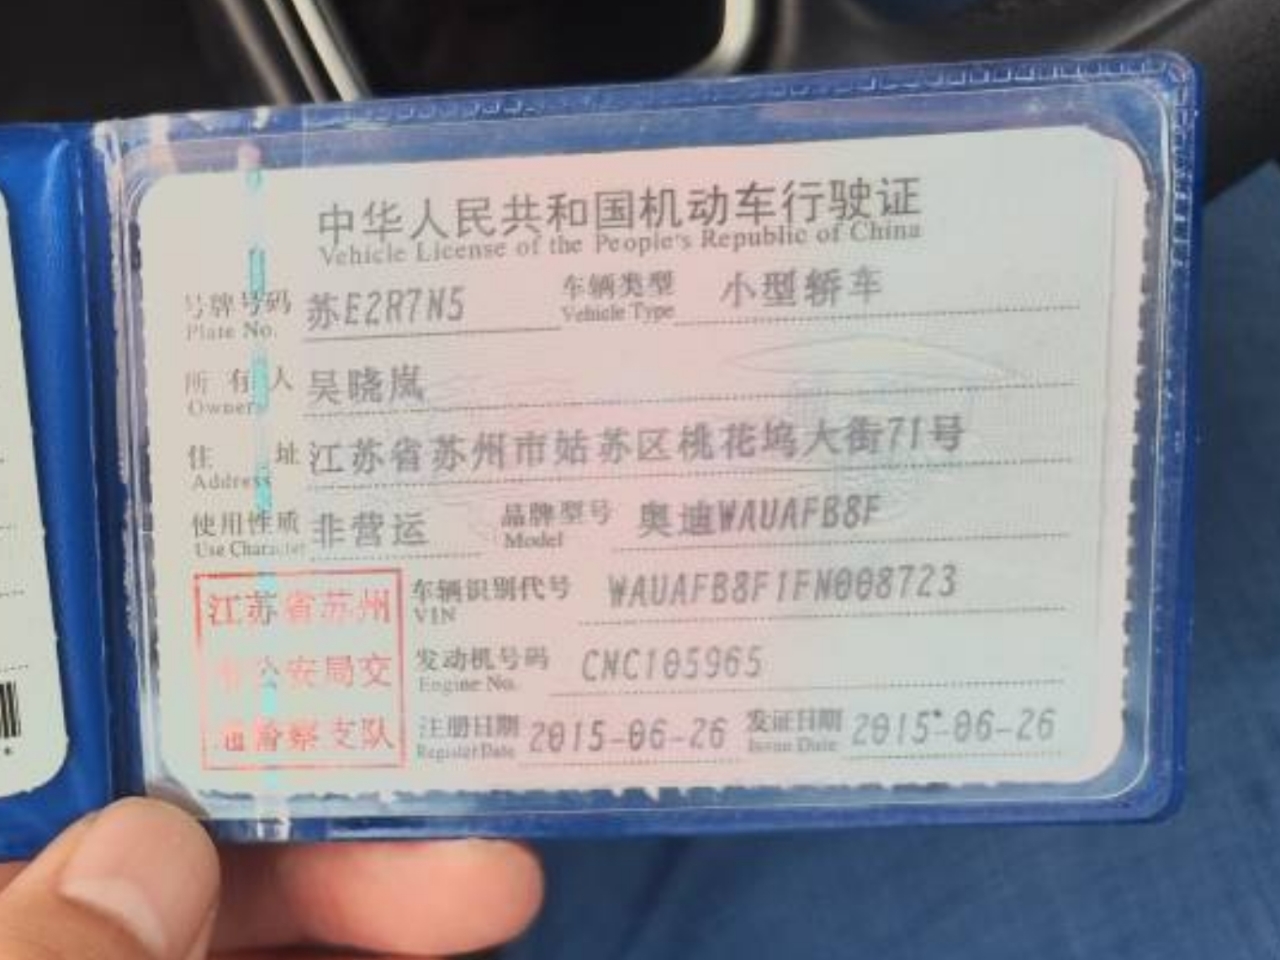 中华人民共和国机动车行驶证
Vehicle License of the People's Republic of China
号牌号码 苏E2R7N5 车辆类型 小型轿车
Plate No. Vehicle Type
所有人 吴晓岚
Owner
住址 江苏省苏州市姑苏区桃花坞大街71号
Address
使用性质 非营运 品牌型号 奥迪WAUAFB8F
Use Character Model
车辆识别代号 WAUAFB8F1FN008723
VIN
发动机号码 CNC105965
Engine No.
注册日期 2015-06-26 发证日期 2015-06-26
Register Date Issue Date
江苏省苏州
市公安局交
警察支队